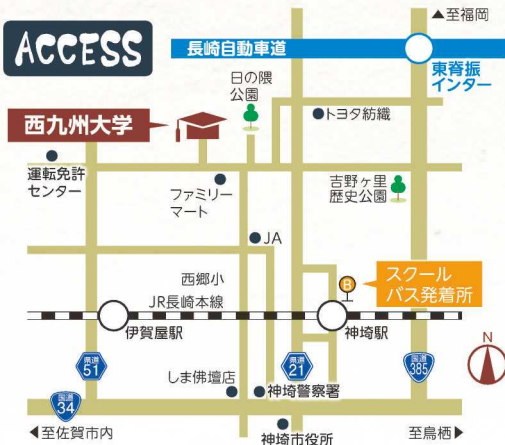 ACCESS
▲至福岡
長崎自動車道
東脊振
インター
日の隈
公園
トヨタ紡織
西九州大学
運転免許
センター
ファミリー
マート
吉野ヶ里
歴史公園
JA
西郷小
JR長崎本線
B
スクール
バス発着所
伊賀屋駅
神埼駅
県道
51
県道
21
国道
385
N
しま佛壇店
神埼警察署
国道
34
◀至佐賀市内
神埼市役所
至鳥栖▶